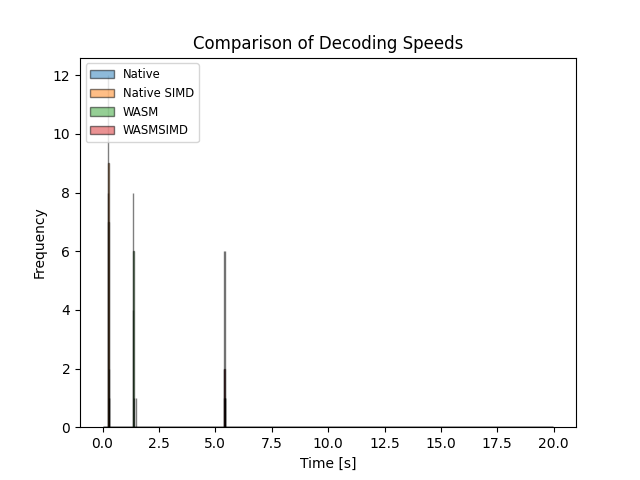 Comparison of Decoding Speeds
Native
Native SIMD
WASM
WASMSIMD
Frequency
12
10
8
6
4
2
0
0.0 2.5 5.0 7.5 10.0 12.5 15.0 17.5 20.0
Time [s]